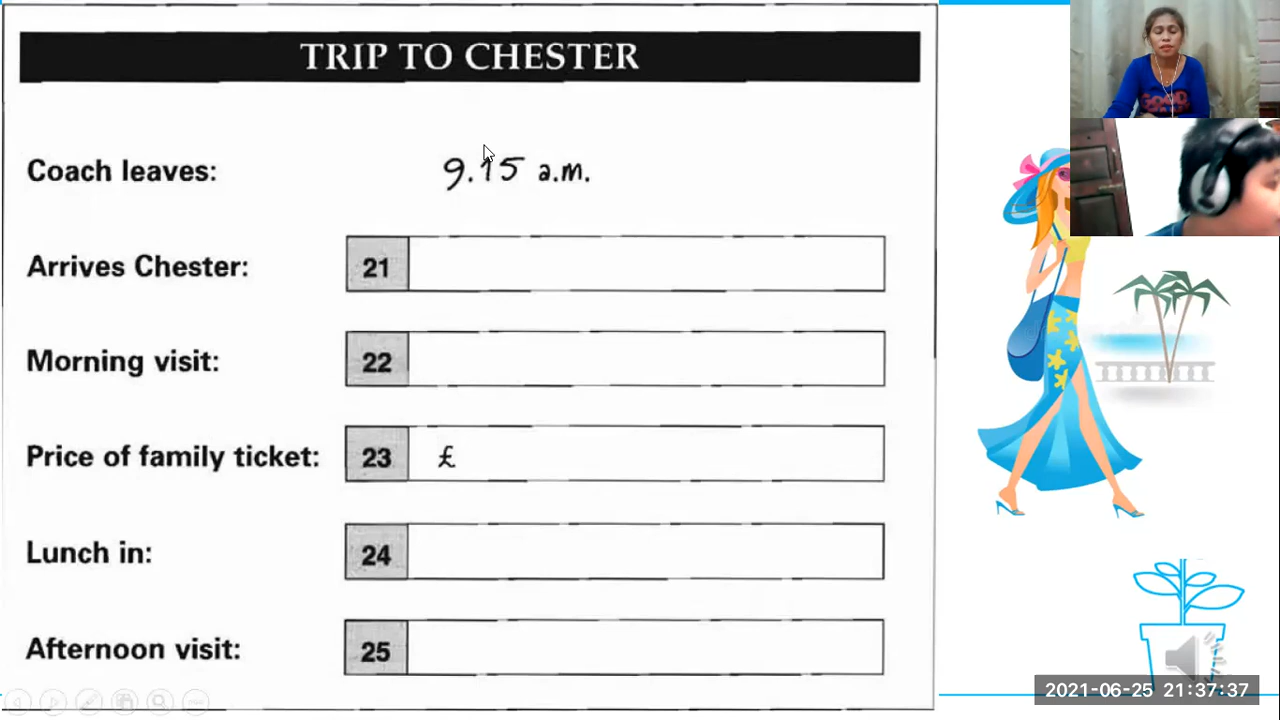 TRIP TO CHESTER
Coach leaves: 9.15 a.m.
Arrives Chester: 21
Morning visit: 22
Price of family ticket: 23 £
Lunch in: 24
Afternoon visit: 25
GOOD
2021-06-25 21:37:37